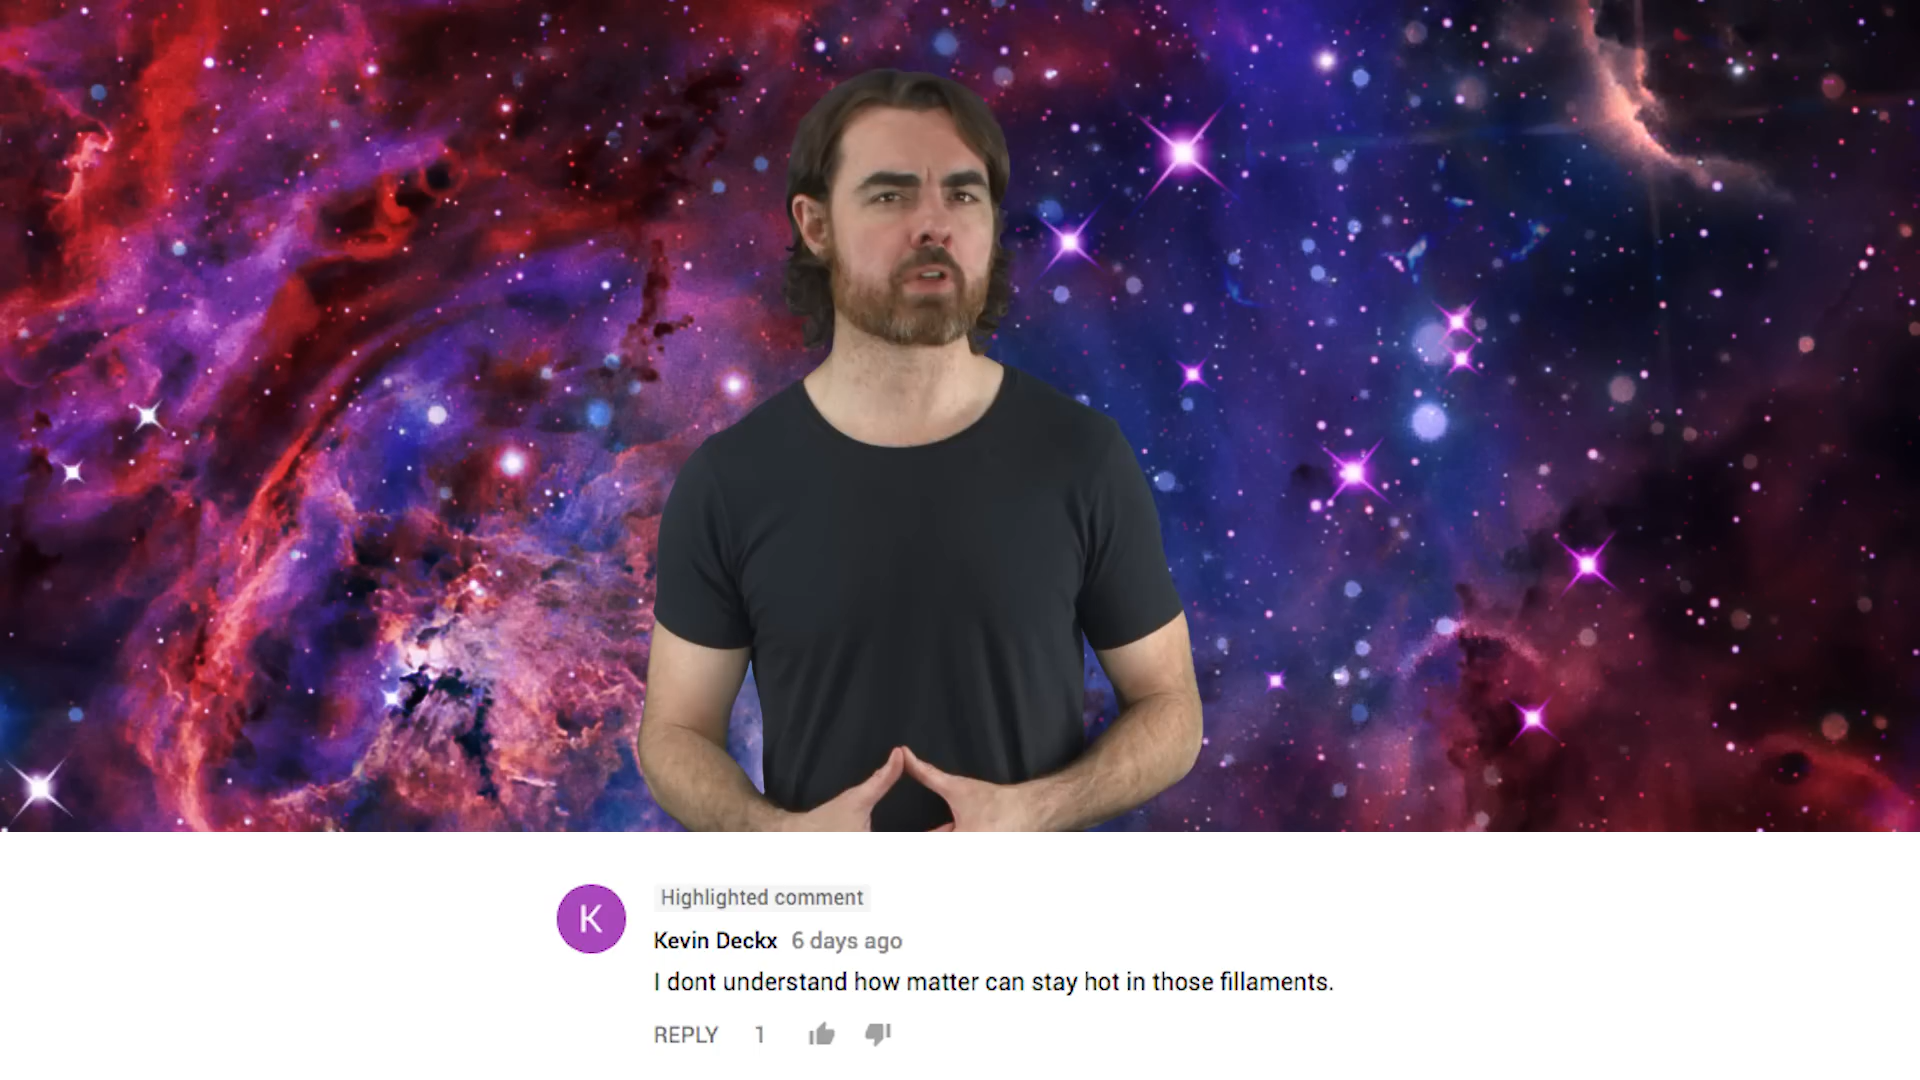 K
Highlighted comment
Kevin Deckx 6 days ago
I dont understand how matter can stay hot in those fillaments.
REPLY 1